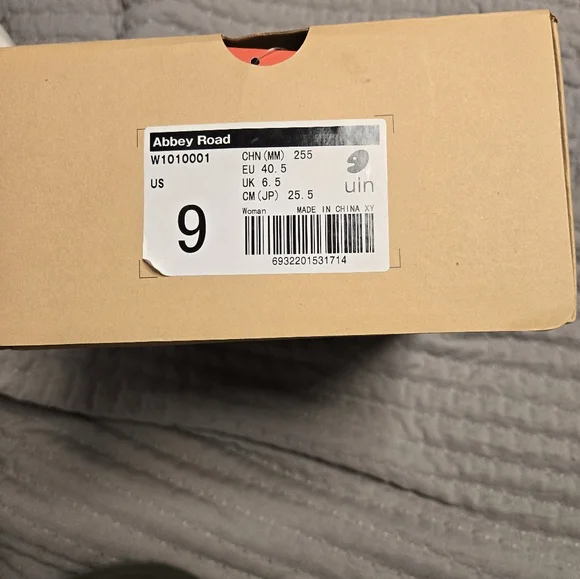 Abbey Road
W1010001
CHN(MM) 255
EU 40.5
US
UK 6.5
CM(JP) 25.5
uin
9
Woman MADE IN CHINA XY
6932201531714